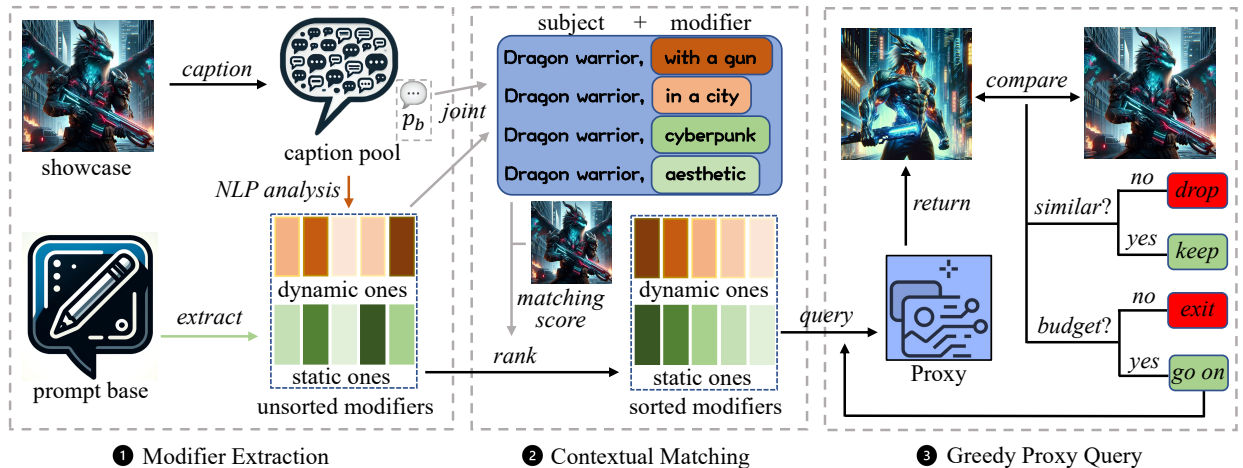 showcase
caption
caption pool
p_b
joint
NLP analysis
prompt base
extract
dynamic ones
static ones
unsorted modifiers
❶ Modifier Extraction
subject + modifier
Dragon warrior, with a gun
Dragon warrior, in a city
Dragon warrior, cyberpunk
Dragon warrior, aesthetic
matching
score
rank
dynamic ones
static ones
sorted modifiers
❷ Contextual Matching
query
compare
return
Proxy
similar?
no
drop
yes
keep
budget?
no
exit
yes
go on
❸ Greedy Proxy Query